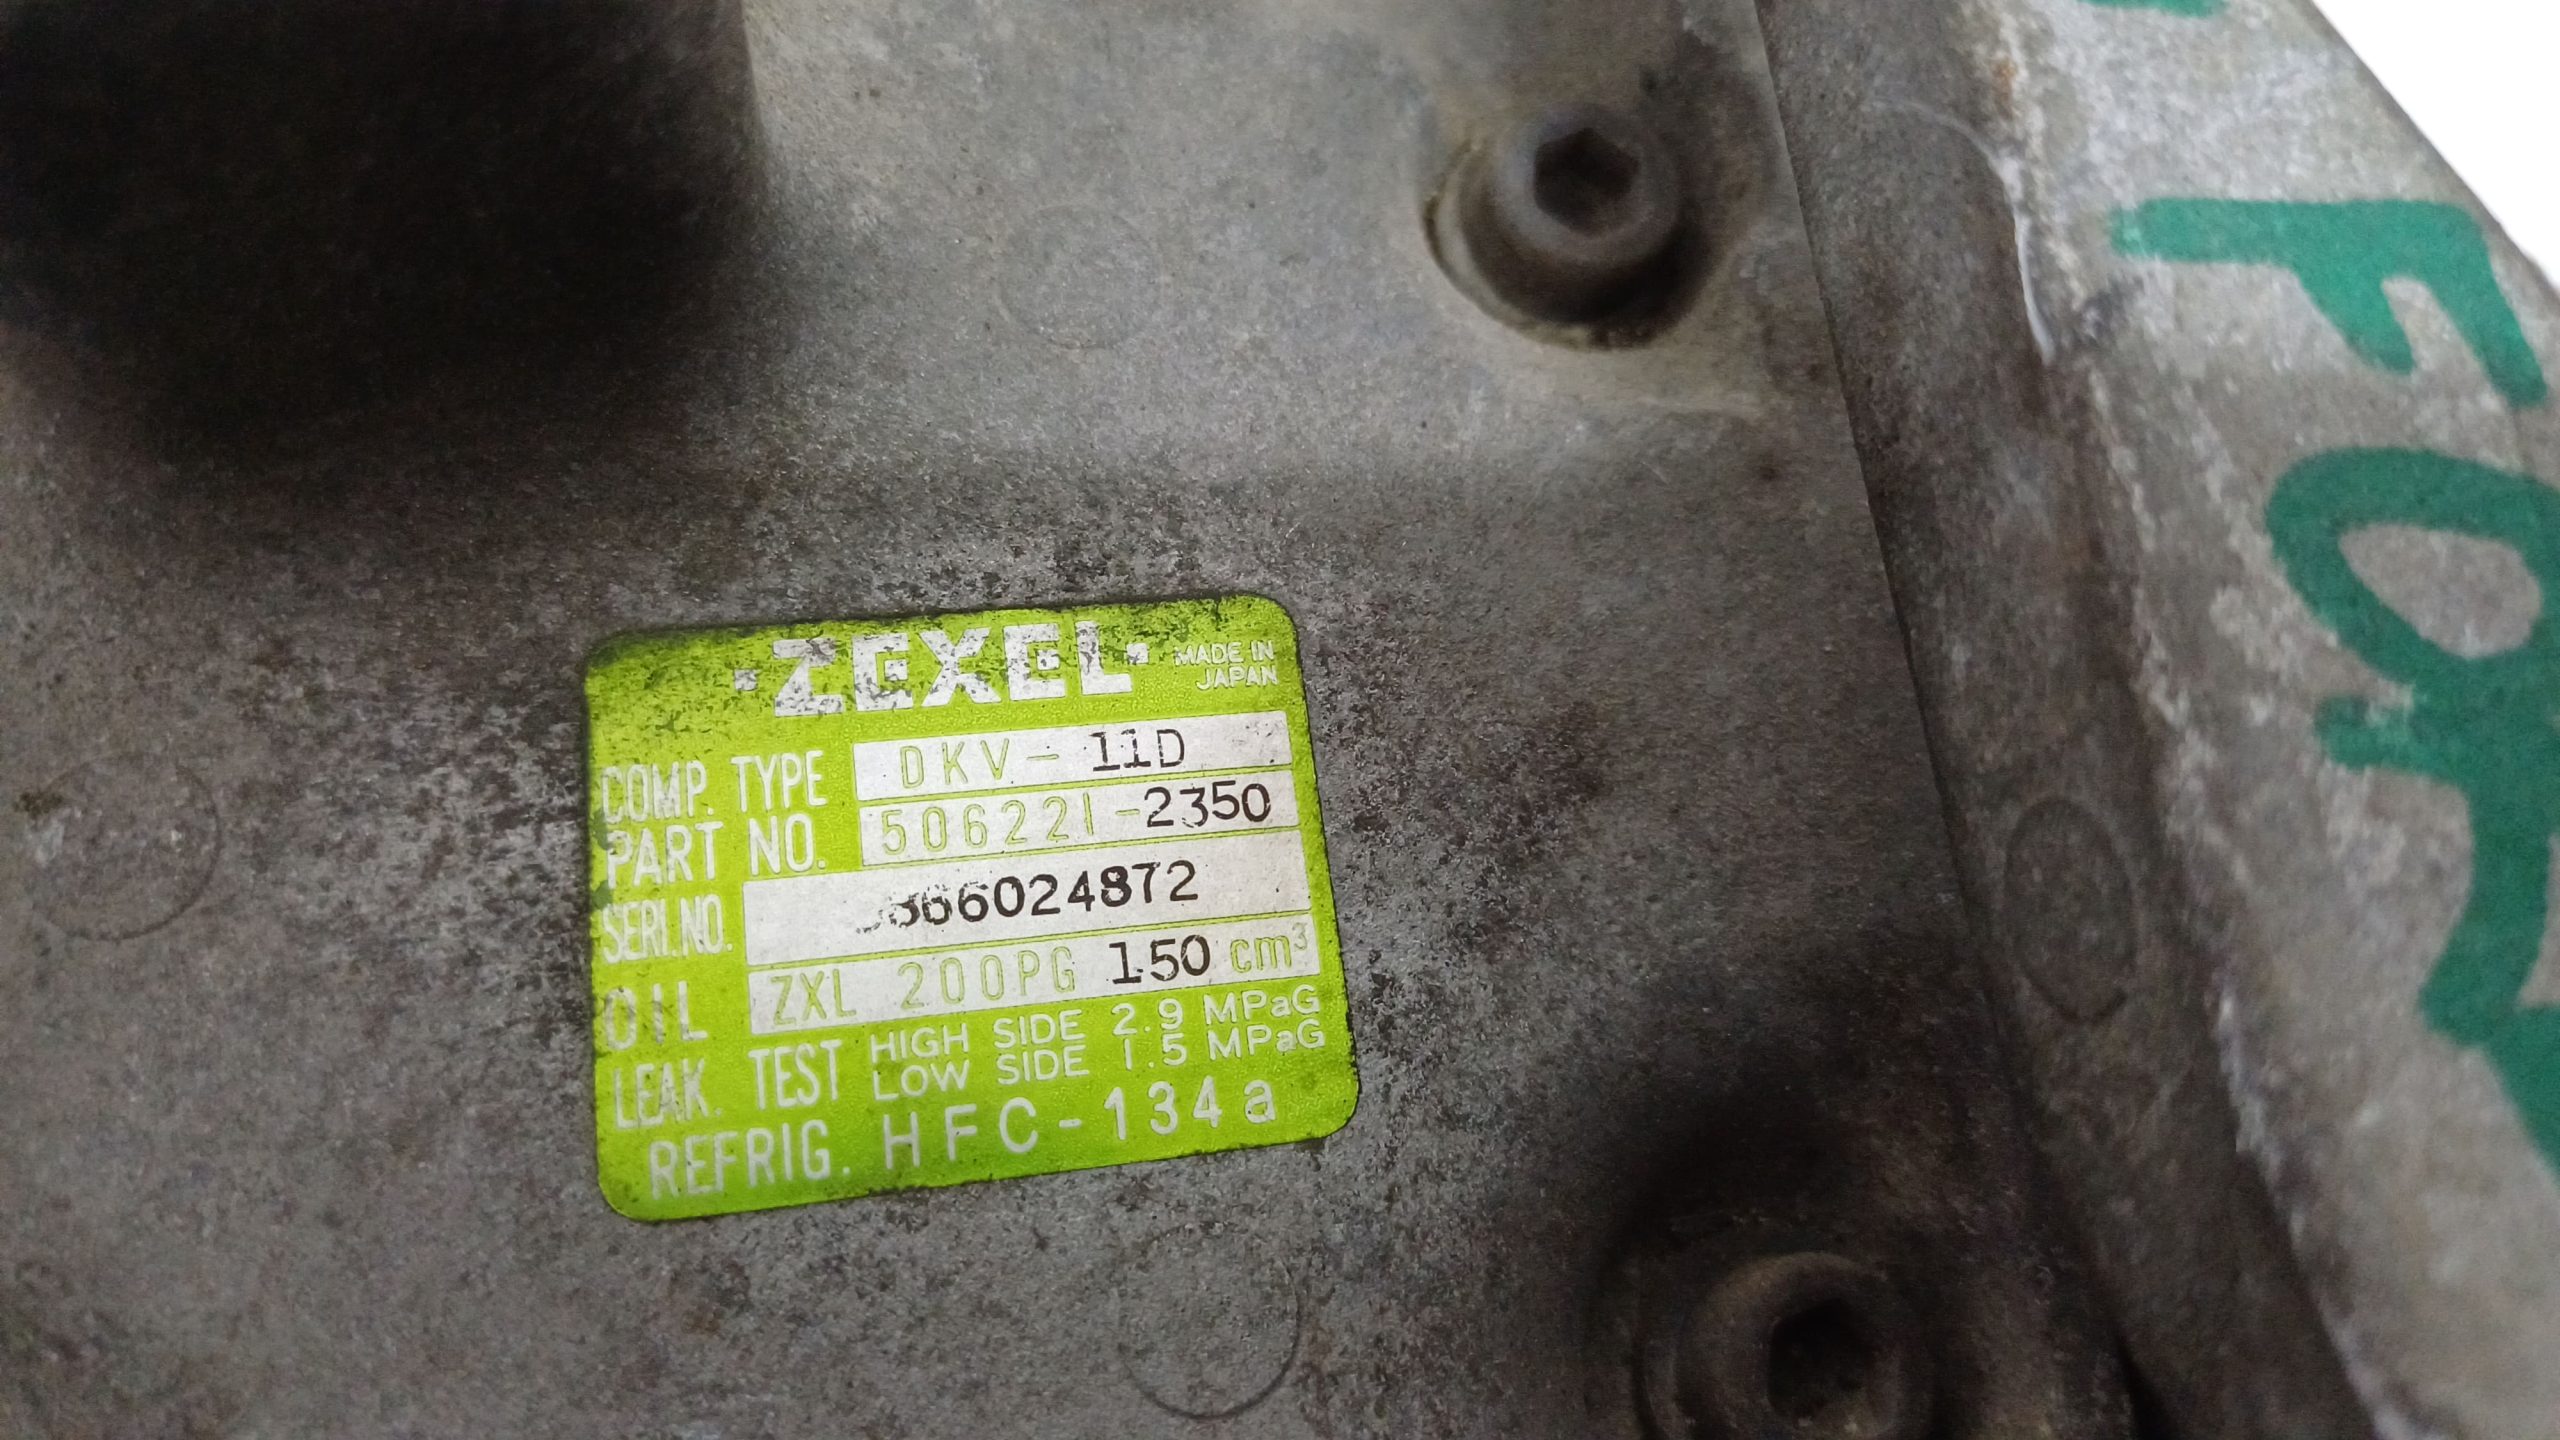 ZEXEL MADE IN JAPAN
COMP. TYPE DKV-11D
PART NO. 506221-2350
SERI.NO.
OIL ZXL 200PG 150 cm³
LEAK. TEST HIGH SIDE 2.9 MPaG
LOW SIDE 1.5 MPaG
REFRIG. HFC-134a